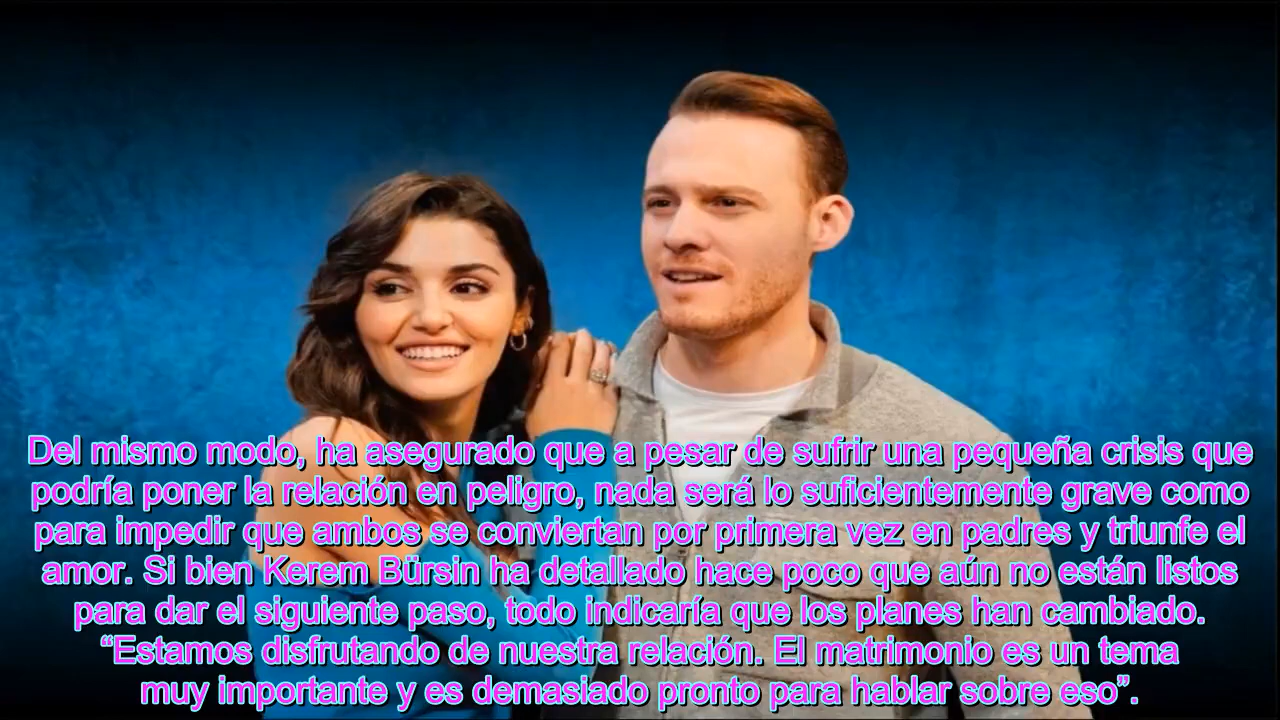 Del mismo modo, ha asegurado que a pesar de sufrir una pequeña crisis que
podría poner la relación en peligro, nada será lo suficientemente grave como
para impedir que ambos se conviertan por primera vez en padres y triunfe el
amor. Si bien Kerem Bürsin ha detallado hace poco que aún no están listos
para dar el siguiente paso, todo indicaría que los planes han cambiado.
“Estamos disfrutando de nuestra relación. El matrimonio es un tema
muy importante y es demasiado pronto para hablar sobre eso”.